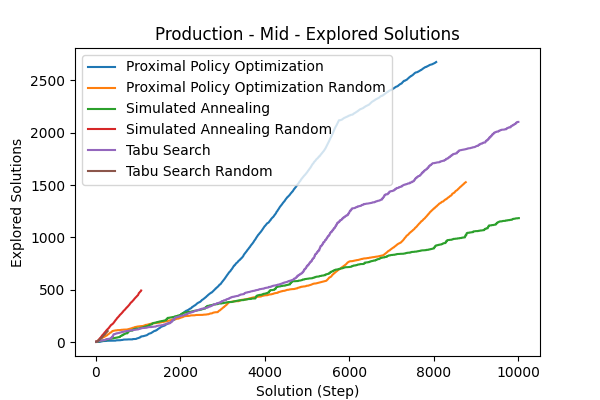 Production - Mid - Explored Solutions
Proximal Policy Optimization
Proximal Policy Optimization Random
Simulated Annealing
Simulated Annealing Random
Tabu Search
Tabu Search Random
Explored Solutions
2500
2000
1500
1000
500
0
0 2000 4000 6000 8000 10000
Solution (Step)